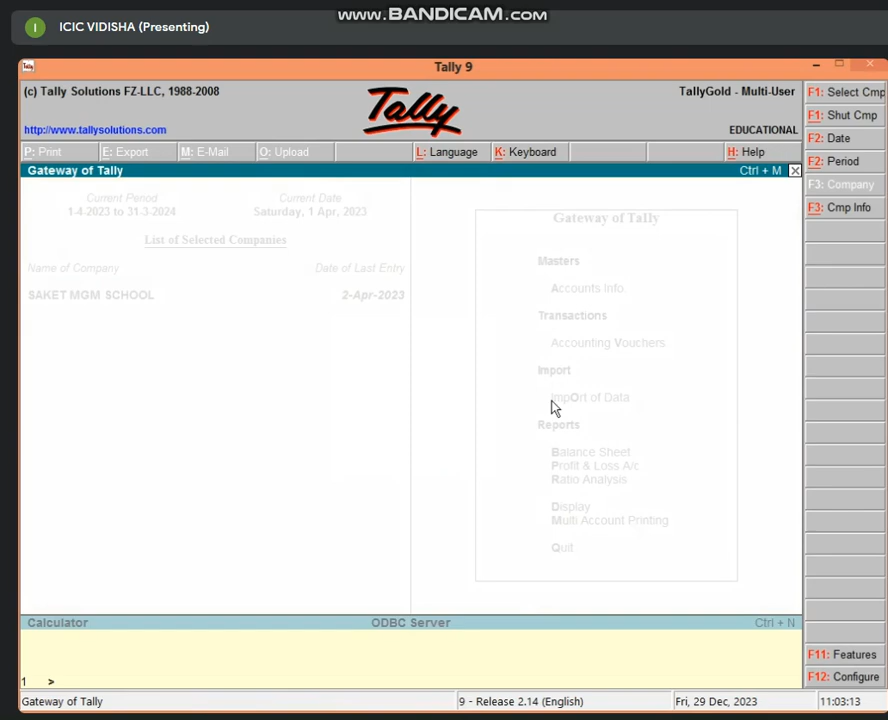 www.BANDICAM.com
I ICIC VIDISHA (Presenting)
Tally Tally 9
(c) Tally Solutions FZ-LLC, 1988-2008
Tally
TallyGold - Multi-User
http://www.tallysolutions.com
EDUCATIONAL
P: Print E: Export M: E-Mail O: Upload L: Language K: Keyboard H: Help
Gateway of Tally Ctrl + M
Current Period
1-4-2023 to 31-3-2024
Current Date
Saturday, 1 Apr, 2023
List of Selected Companies
Name of Company Date of Last Entry
SAKET MGM SCHOOL 2-Apr-2023
Gateway of Tally
Masters
Accounts Info.
Transactions
Accounting Vouchers
Import
ImpOrt of Data
Reports
Balance Sheet
Profit & Loss A/c
Ratio Analysis
Display
Multi Account Printing
Quit
F1: Select Cmp
F1: Shut Cmp
F2: Date
F2: Period
F3: Company
F3: Cmp Info
F11: Features
F12: Configure
Calculator ODBC Server Ctrl + N
1 >
Gateway of Tally 9 - Release 2.14 (English) Fri, 29 Dec, 2023 11:03:13